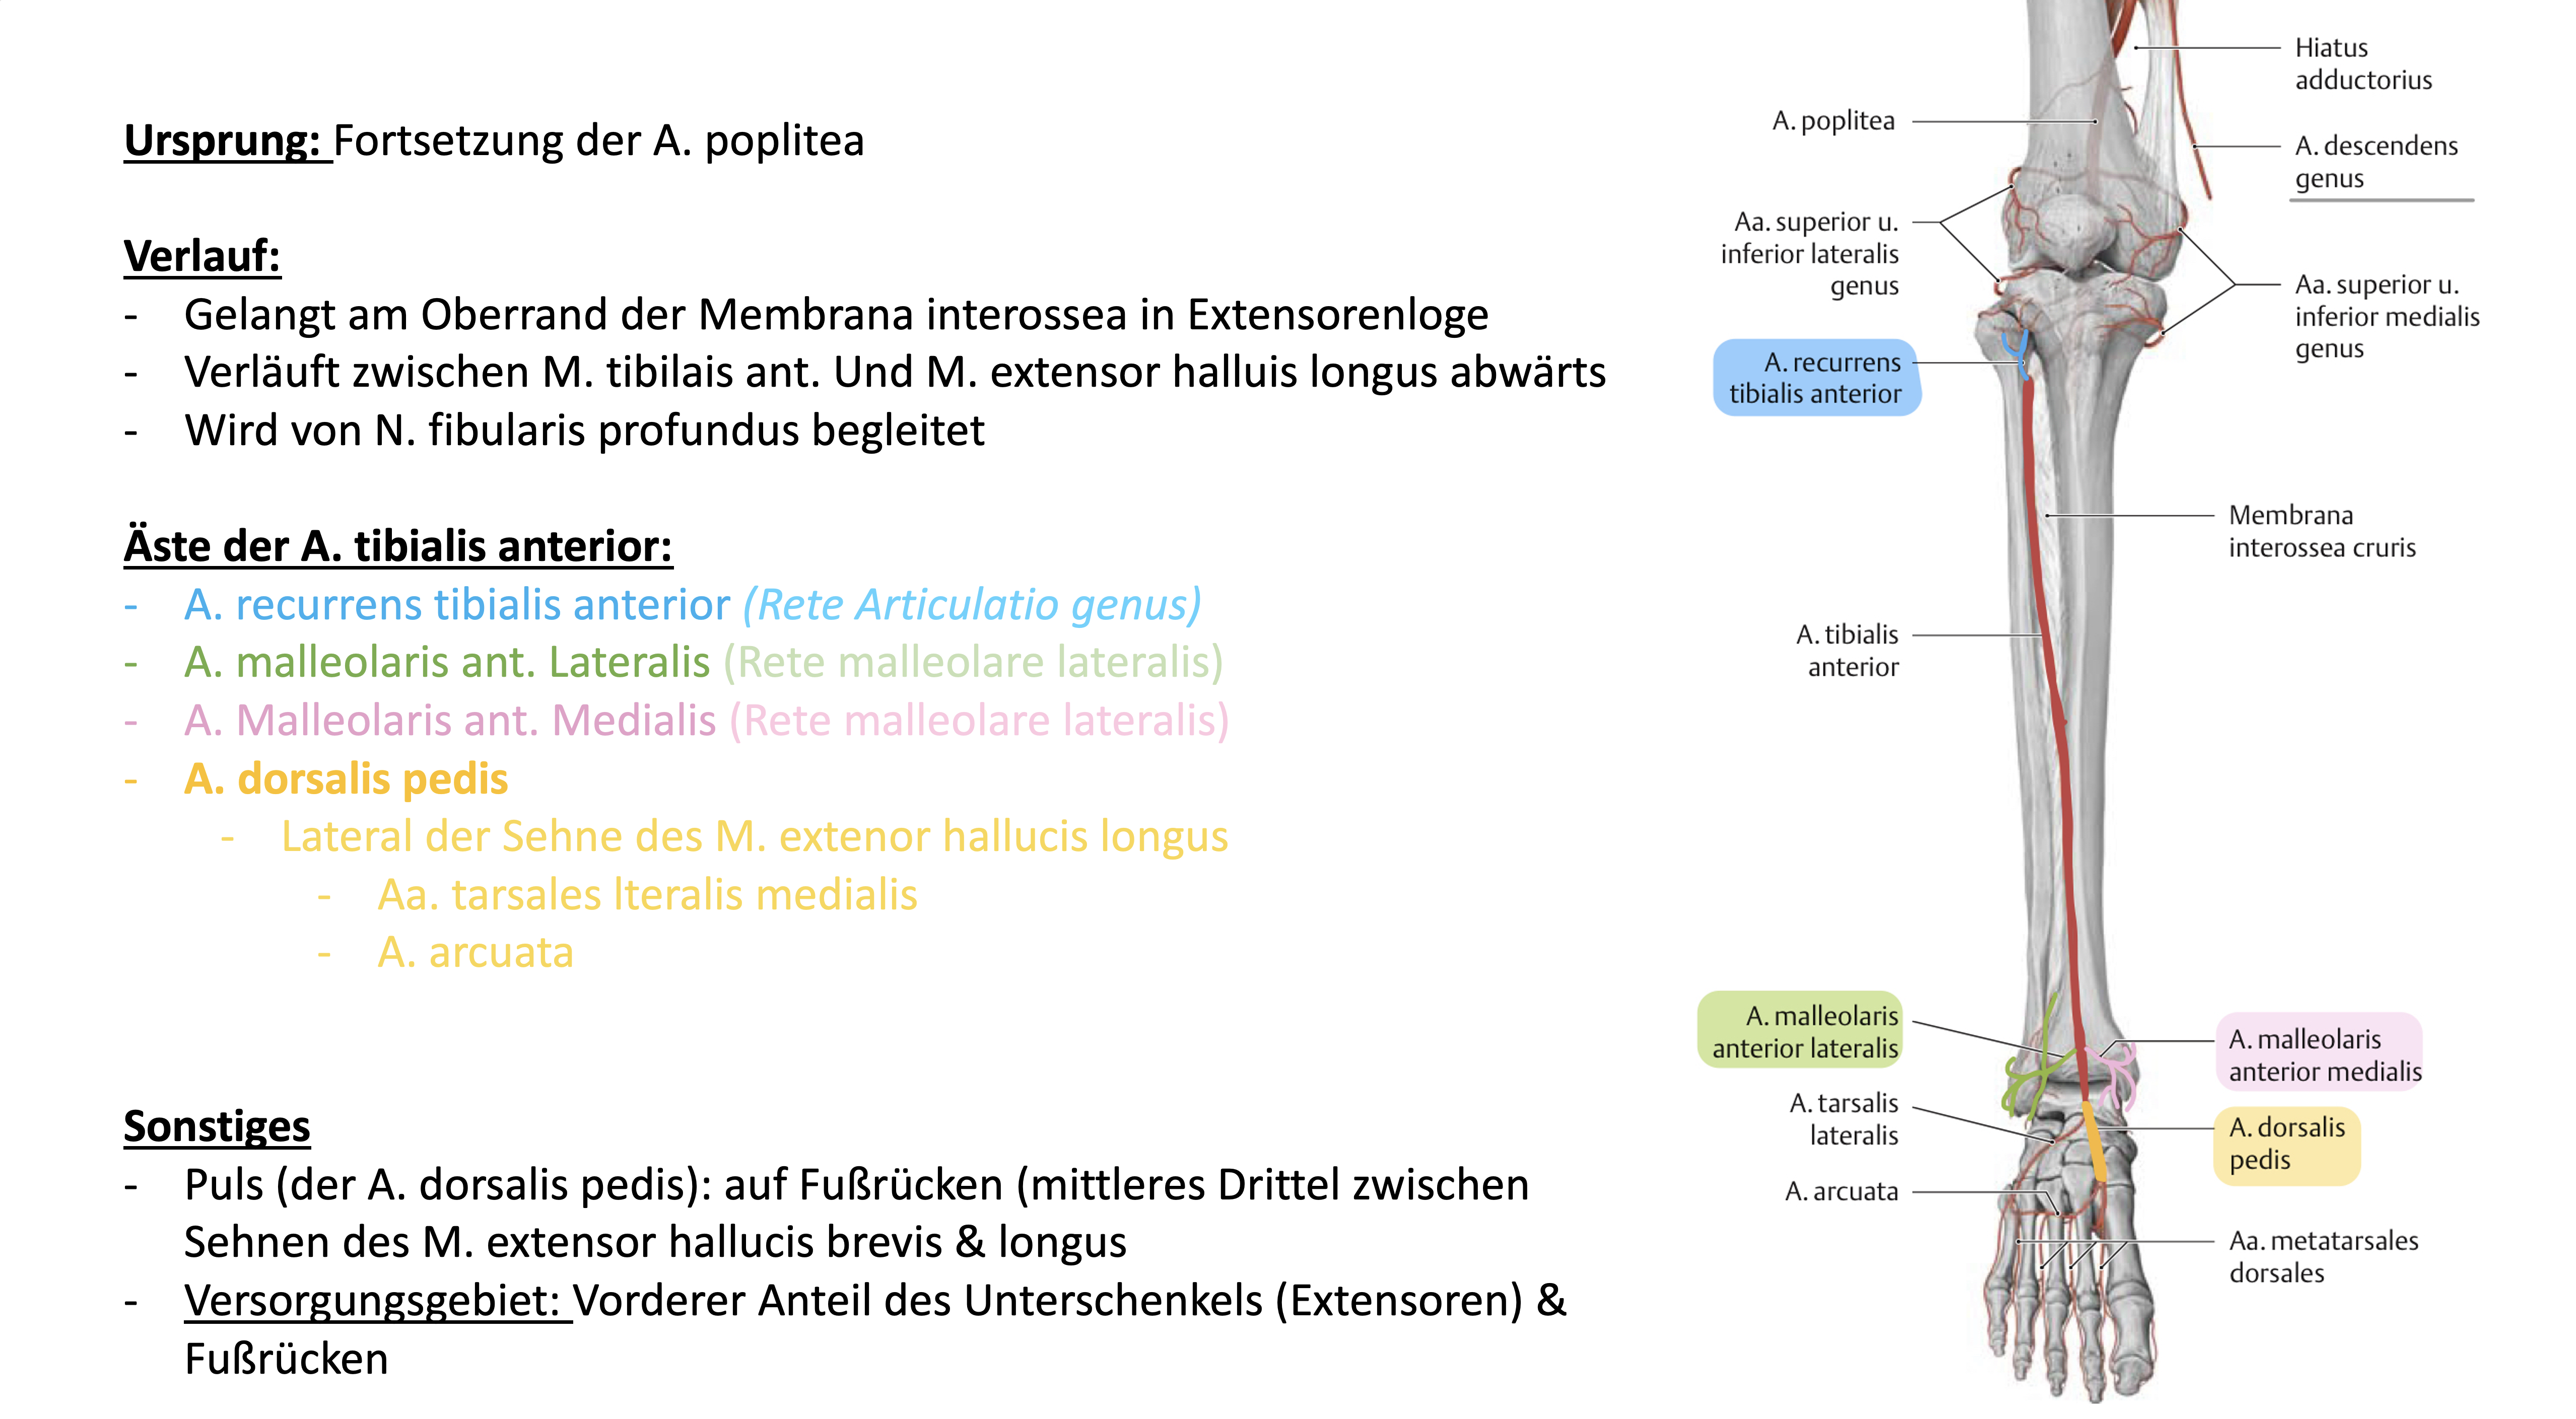 Ursprung: Fortsetzung der A. poplitea
Verlauf:
- Gelangt am Oberrand der Membrana interossea in Extensorenloge
- Verläuft zwischen M. tibilais ant. Und M. extensor halluis longus abwärts
- Wird von N. fibularis profundus begleitet
Äste der A. tibialis anterior:
- A. recurrens tibialis anterior (Rete Articulatio genus)
- A. malleolaris ant. Lateralis (Rete malleolare lateralis)
- A. Malleolaris ant. Medialis (Rete malleolare lateralis)
- A. dorsalis pedis
- Lateral der Sehne des M. extenor hallucis longus
- Aa. tarsales lteralis medialis
- A. arcuata
Sonstiges
- Puls (der A. dorsalis pedis): auf Fußrücken (mittleres Drittel zwischen
Sehnen des M. extensor hallucis brevis & longus
- Versorgungsgebiet: Vorderer Anteil des Unterschenkels (Extensoren) &
Fußrücken
Hiatus
adductorius
A. poplitea
A. descendens
genus
Aa. superior u.
inferior lateralis
genus
Aa. superior u.
inferior medialis
genus
A. recurrens
tibialis anterior
Membrana
interossea cruris
A. tibialis
anterior
A. malleolaris
anterior lateralis
A. malleolaris
anterior medialis
A. tarsalis
lateralis
A. dorsalis
pedis
A. arcuata
Aa. metatarsales
dorsales